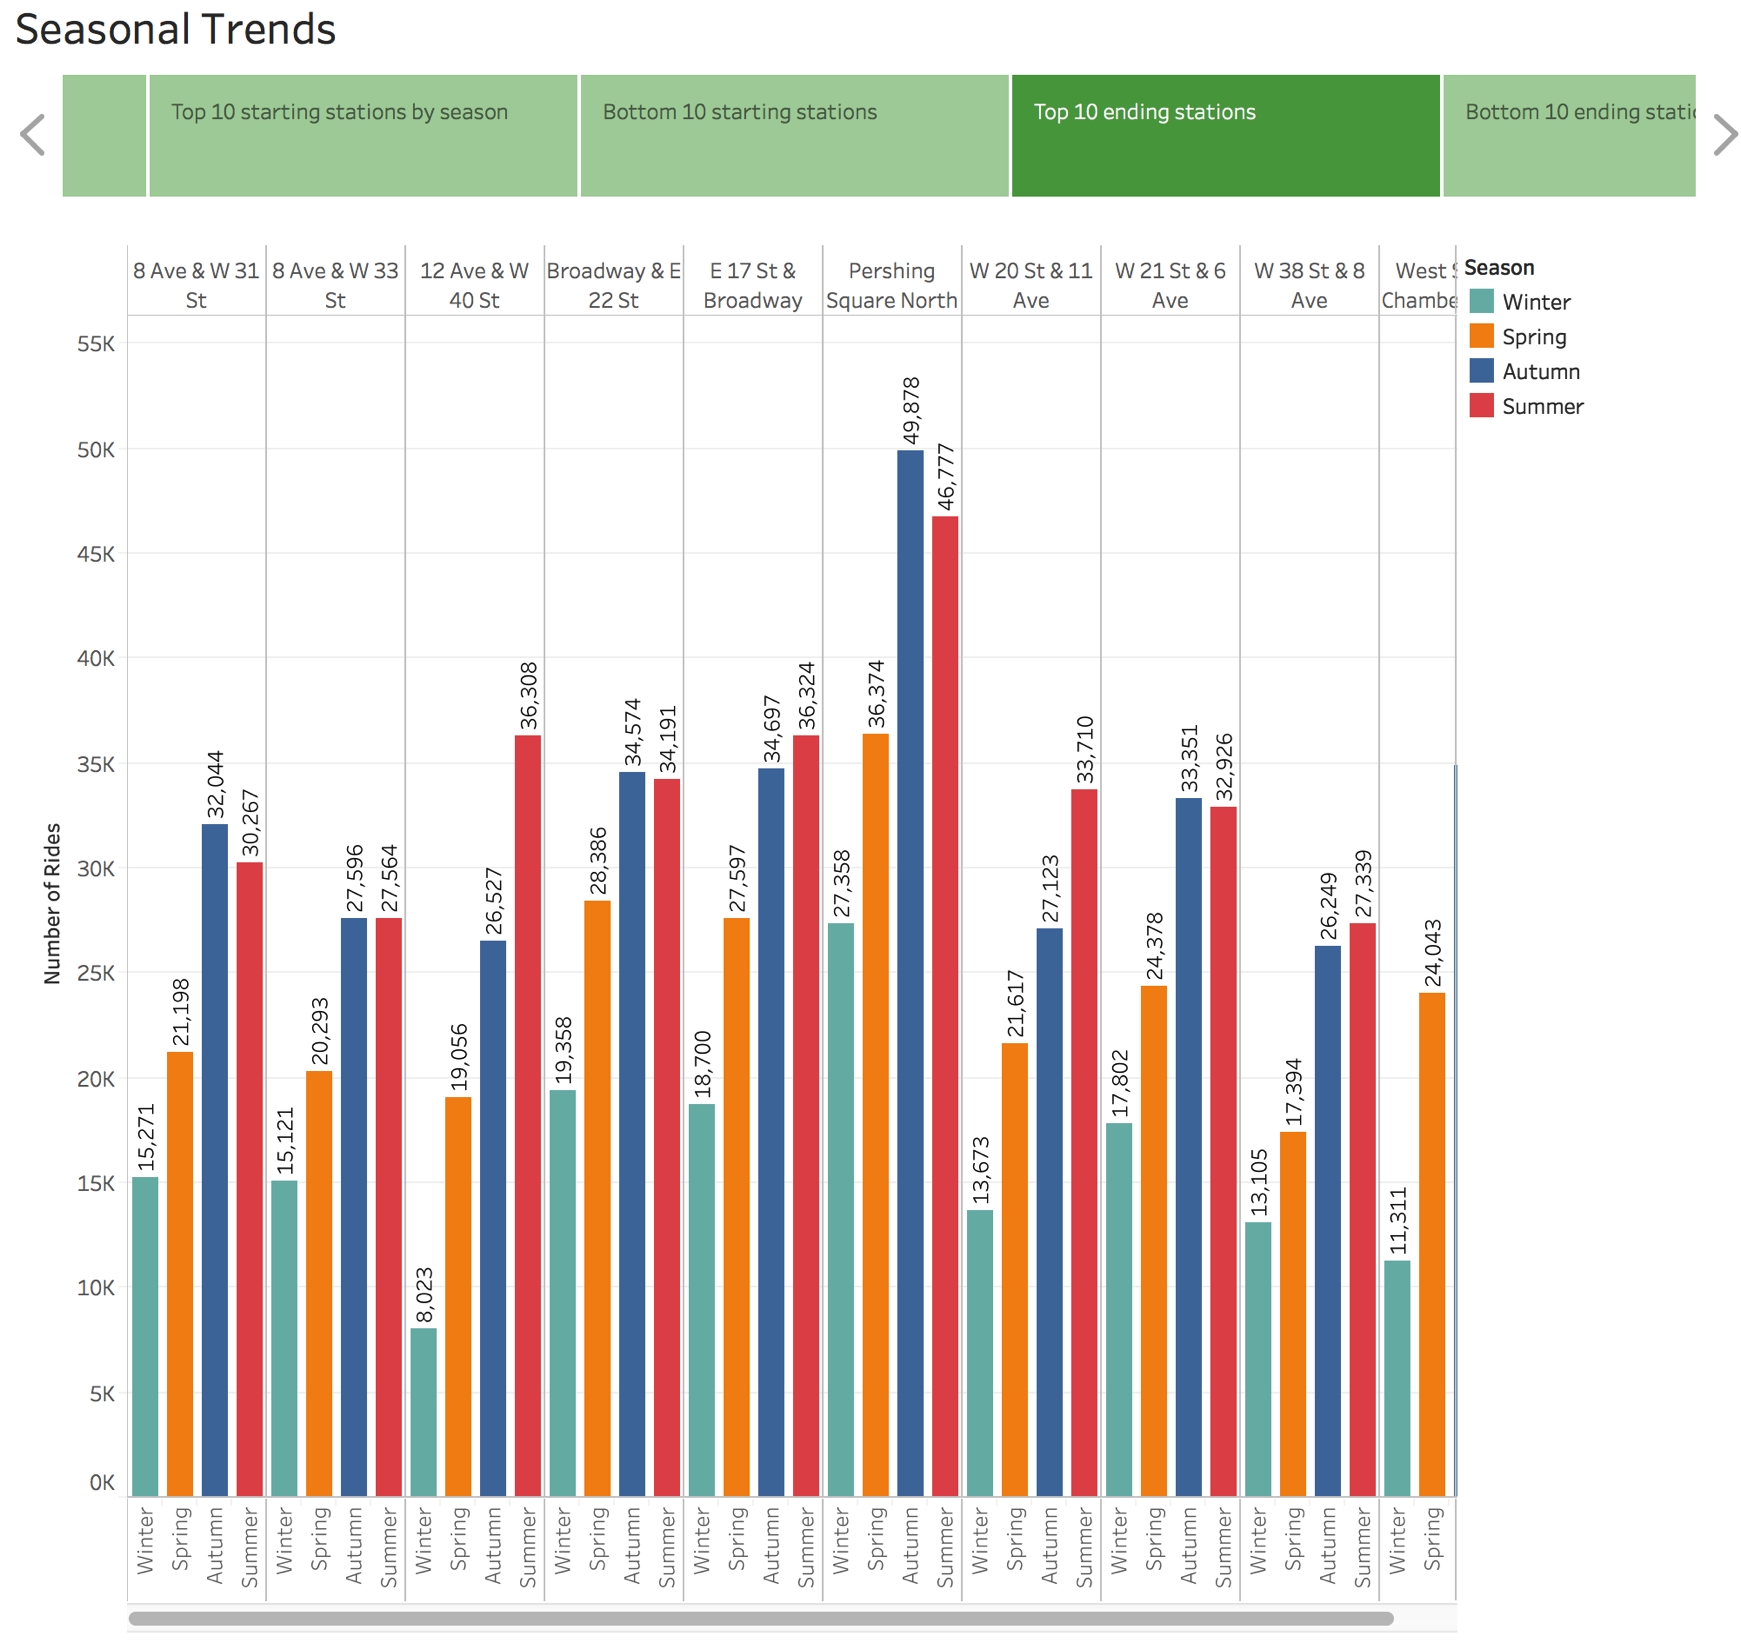 Seasonal Trends
Top 10 starting stations by season
Bottom 10 starting stations
Top 10 ending stations
Bottom 10 ending
8 Ave & W 31
St
8 Ave & W 33
St
12 Ave & W
40 St
Broadway & E
22 St
E 17 St &
Broadway
Pershing
Square North
W 20 St & 11
Ave
W 21 St & 6
Ave
W 38 St & 8
Ave
West
Season
Winter
Spring
Autumn
Summer
Number of Rides
55K
50K
45K
40K
35K
30K
25K
20K
15K
10K
5K
0K
15,271
21,198
32,044
30,267
15,121
20,293
27,596
27,564
8,023
19,056
26,527
36,308
19,358
28,386
34,574
34,191
18,700
27,597
34,697
36,324
27,358
36,374
49,878
46,777
13,673
21,617
27,123
33,710
17,802
24,378
33,351
32,926
13,105
17,394
26,249
27,339
11,311
24,043
Winter
Spring
Autumn
Summer
Winter
Spring
Autumn
Summer
Winter
Spring
Autumn
Summer
Winter
Spring
Autumn
Summer
Winter
Spring
Autumn
Summer
Winter
Spring
Autumn
Summer
Winter
Spring
Autumn
Summer
Winter
Spring
Autumn
Summer
Winter
Spring
Autumn
Summer
Winter
Spring